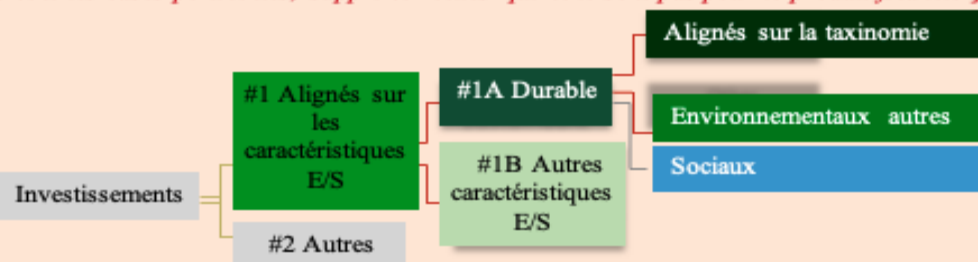 Alignés sur la taxinomie
#1A Durable
#1 Alignés sur
les
caractéristiques
E/S
Environnementaux autres
Sociaux
#1B Autres
caractéristiques
E/S
Investissements
#2 Autres